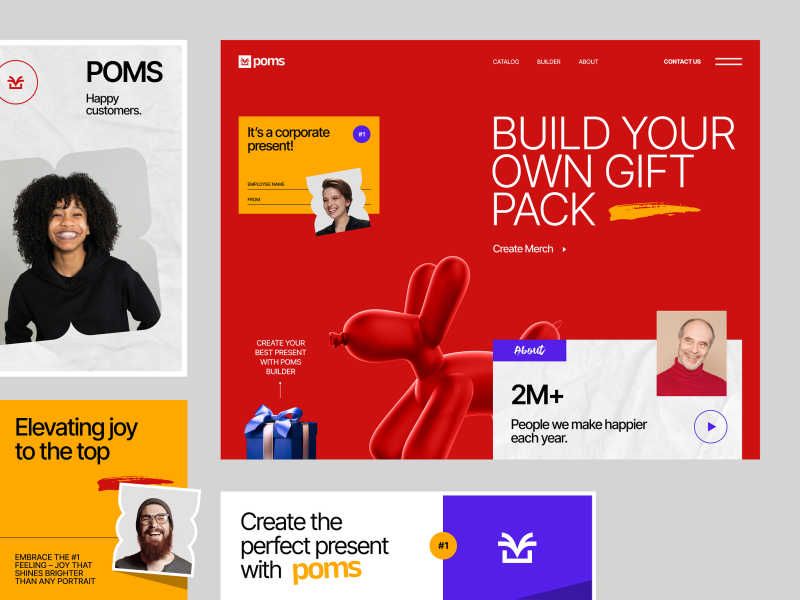 POMS
Happy
customers.
poms
CATALOG
BUILDER
ABOUT
CONTACT US
It's a corporate
present!
#1
EMPLOYEE NAME
FROM
BUILD YOUR
OWN GIFT
PACK
Create Merch
CREATE YOUR
BEST PRESENT
WITH POMS
BUILDER
About
2M+
People we make happier
each year.
Elevating joy
to the top
EMBRACE THE #1
FEELING – JOY THAT
SHINES BRIGHTER
THAN ANY PORTRAIT
Create the
perfect present
with poms
#1